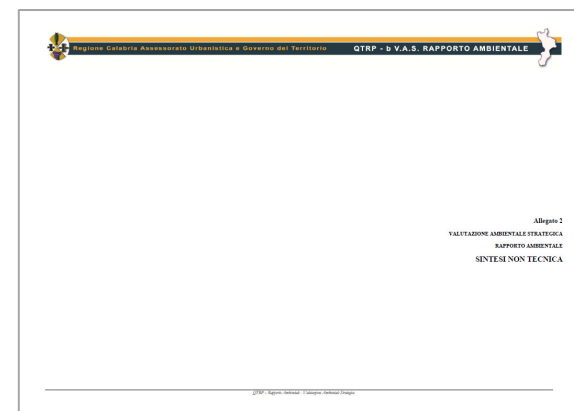 Regione Calabria Assessorato Urbanistica e Governo del Territorio QTRP - b V.A.S. RAPPORTO AMBIENTALE
Allegato 2
VALUTAZIONE AMBIENTALE STRATEGICA
RAPPORTO AMBIENTALE
SINTESI NON TECNICA
QTRP – Rapporto Ambientale - Valutazione Ambientale Strategica